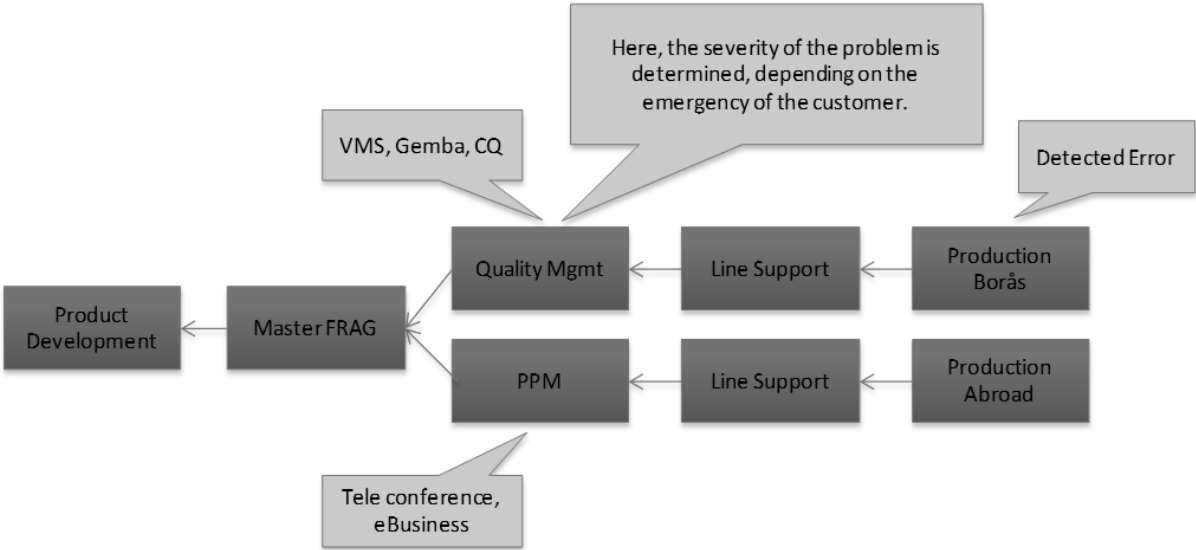 Here, the severity of the problem is
determined, depending on the
emergency of the customer.
VMS, Gemba, CQ
Detected Error
Quality Mgmt
Line Support
Production
Borås
Product
Development
Master FRAG
PPM
Line Support
Production
Abroad
Tele conference,
eBusiness